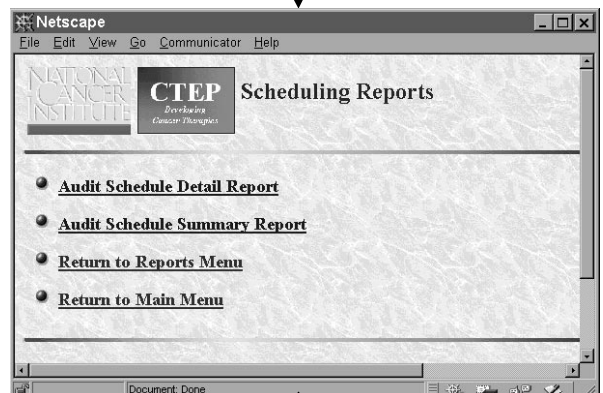 Netscape
File Edit View Go Communicator Help
NATIONAL
CANCER
INSTITUTE
CTEP
Developing
Cancer Therapies
Scheduling Reports
Audit Schedule Detail Report
Audit Schedule Summary Report
Return to Reports Menu
Return to Main Menu
Document: Done